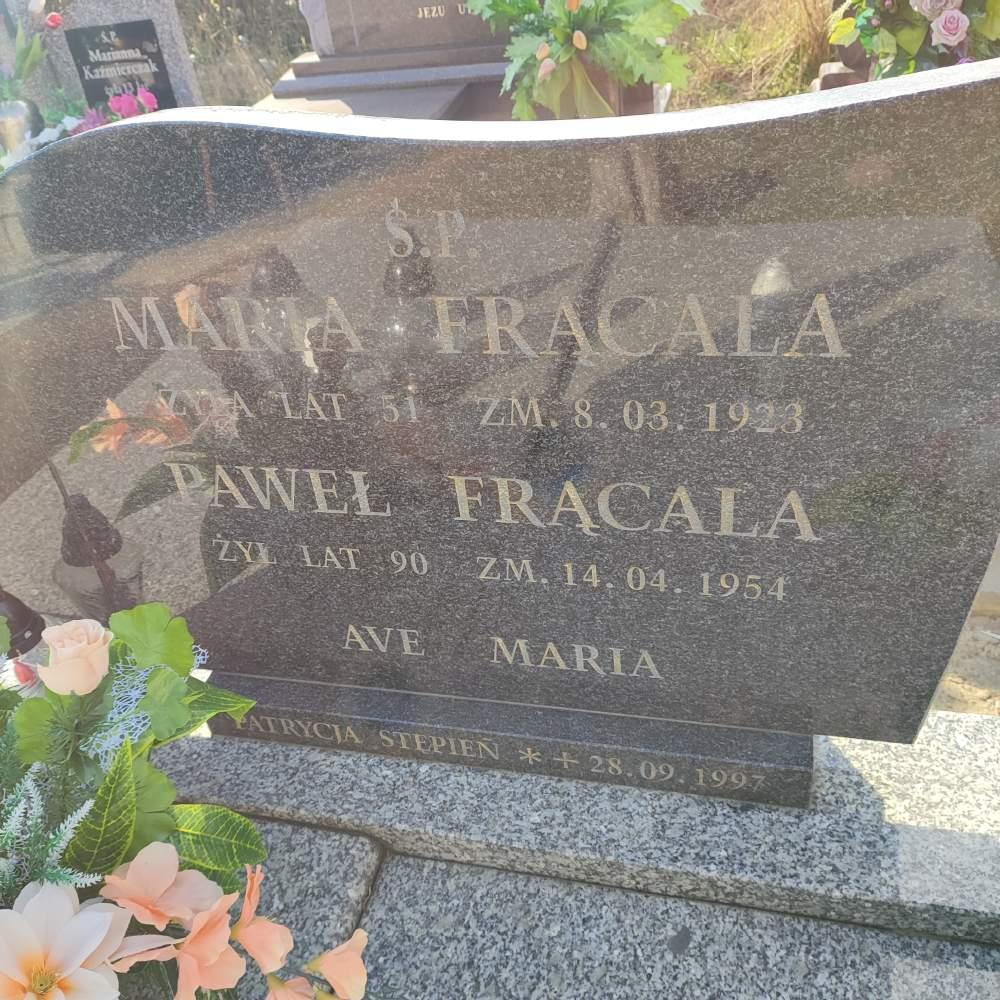 JEZU U
Ś.P.
Marianna
Kaźmierczak
Ś.P.
MARIA FRĄCALA
ŻYŁA LAT 51 ZM. 8. 03. 1923
PAWEŁ FRĄCALA
ŻYŁ LAT 90 ZM. 14. 04. 1954
AVE MARIA
PATRYCJA STĘPIEŃ * + 28.09.1997